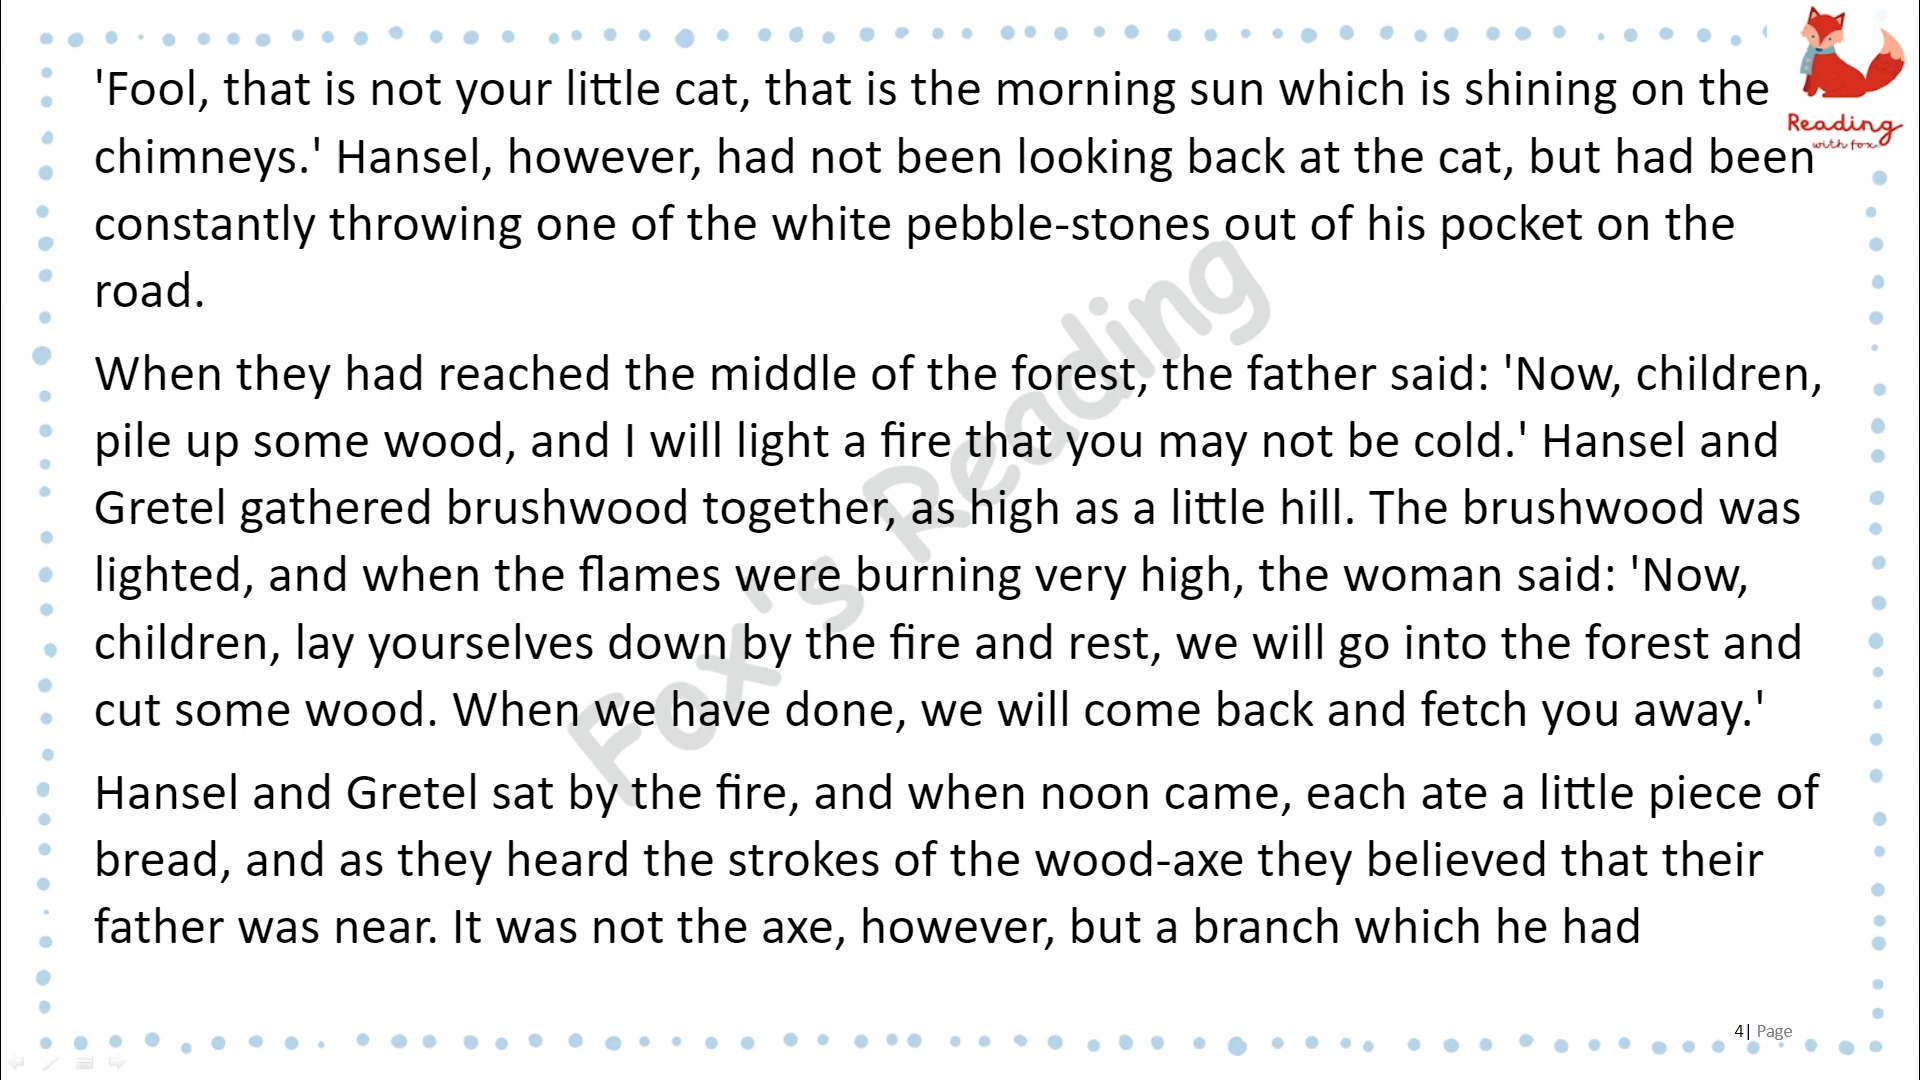 'Fool, that is not your little cat, that is the morning sun which is shining on the
chimneys.' Hansel, however, had not been looking back at the cat, but had been
constantly throwing one of the white pebble-stones out of his pocket on the
road.
When they had reached the middle of the forest, the father said: 'Now, children,
pile up some wood, and I will light a fire that you may not be cold.' Hansel and
Gretel gathered brushwood together, as high as a little hill. The brushwood was
lighted, and when the flames were burning very high, the woman said: 'Now,
children, lay yourselves down by the fire and rest, we will go into the forest and
cut some wood. When we have done, we will come back and fetch you away.'
Hansel and Gretel sat by the fire, and when noon came, each ate a little piece of
bread, and as they heard the strokes of the wood-axe they believed that their
father was near. It was not the axe, however, but a branch which he had
4| Page
Reading
with fox
Fox's Reading